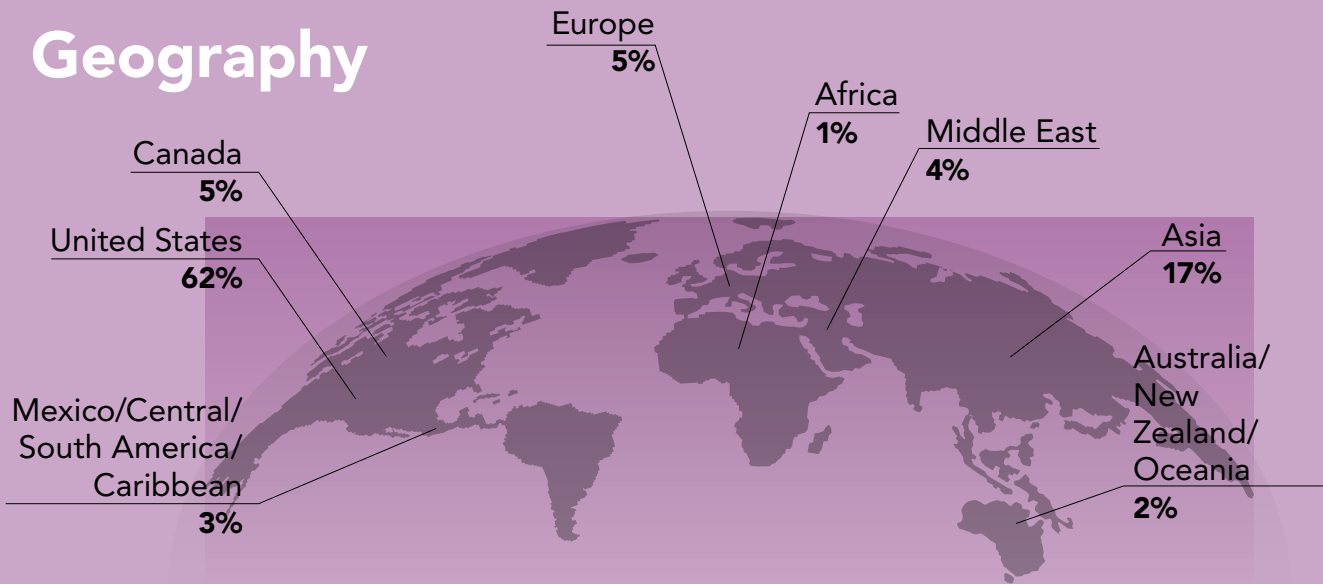 Geography
Europe
5%
Africa
1%
Middle East
4%
Canada
5%
United States
62%
Asia
17%
Mexico/Central/
South America/
Caribbean
3%
Australia/
New
Zealand/
Oceania
2%